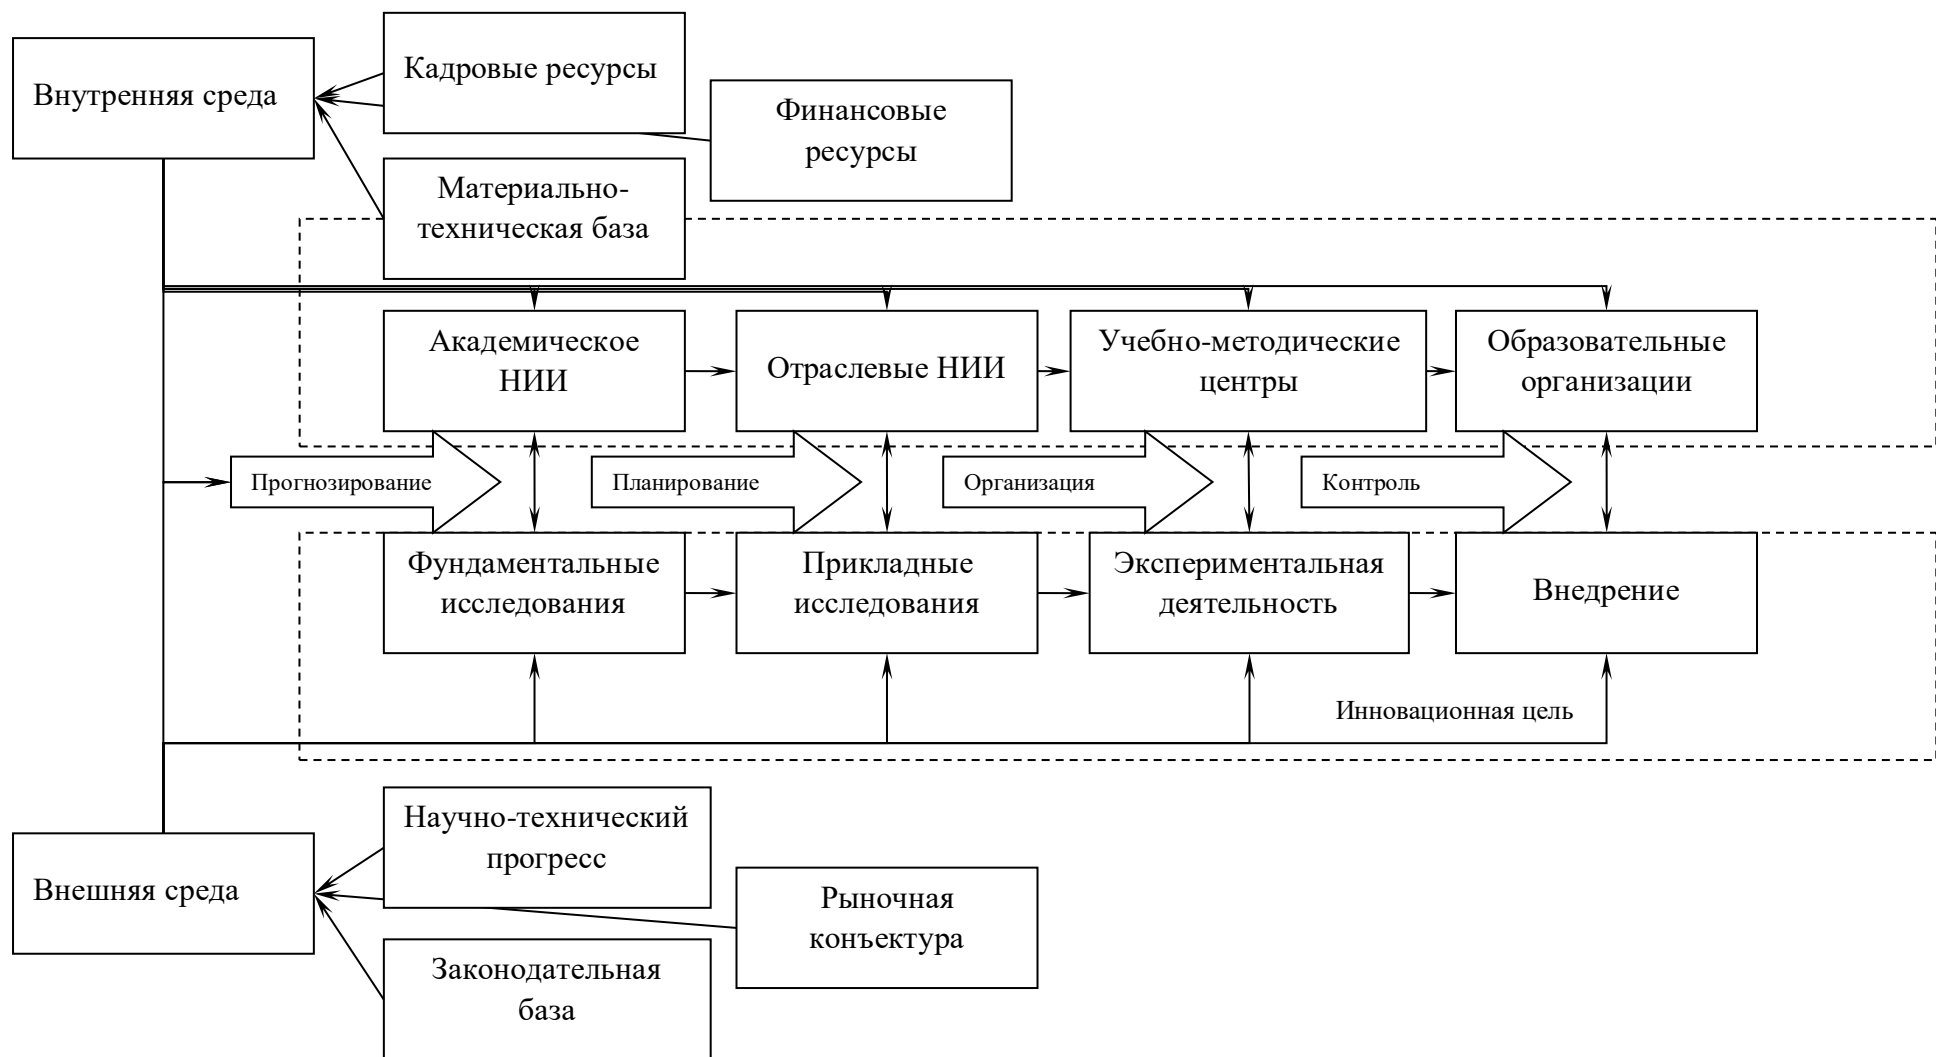 Кадровые ресурсы
Внутренняя среда
Финансовые
ресурсы
Материально-
техническая база
Академическое
НИИ
Отраслевые НИИ
Учебно-методические
центры
Образовательные
организации
Прогнозирование
Планирование
Организация
Контроль
Фундаментальные
исследования
Прикладные
исследования
Экспериментальная
деятельность
Внедрение
Инновационная цель
Научно-технический
прогресс
Внешняя среда
Рыночная
конъектура
Законодательная
база